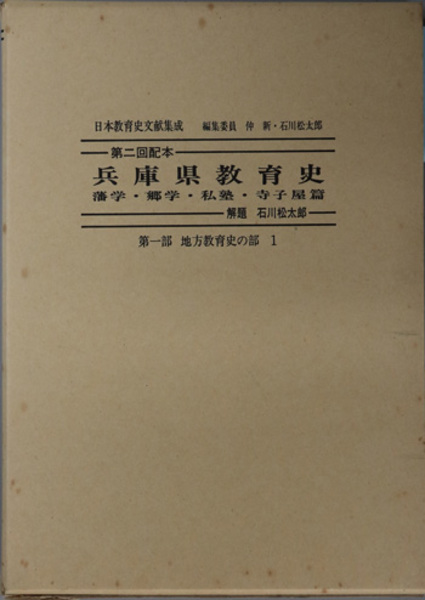 日本教育史文献集成 編集委員 仲 新・石川松太郎
第二回配本
兵庫県教育史
藩学・郷学・私塾・寺子屋篇
解題 石川松太郎
第一部 地方教育史の部 1